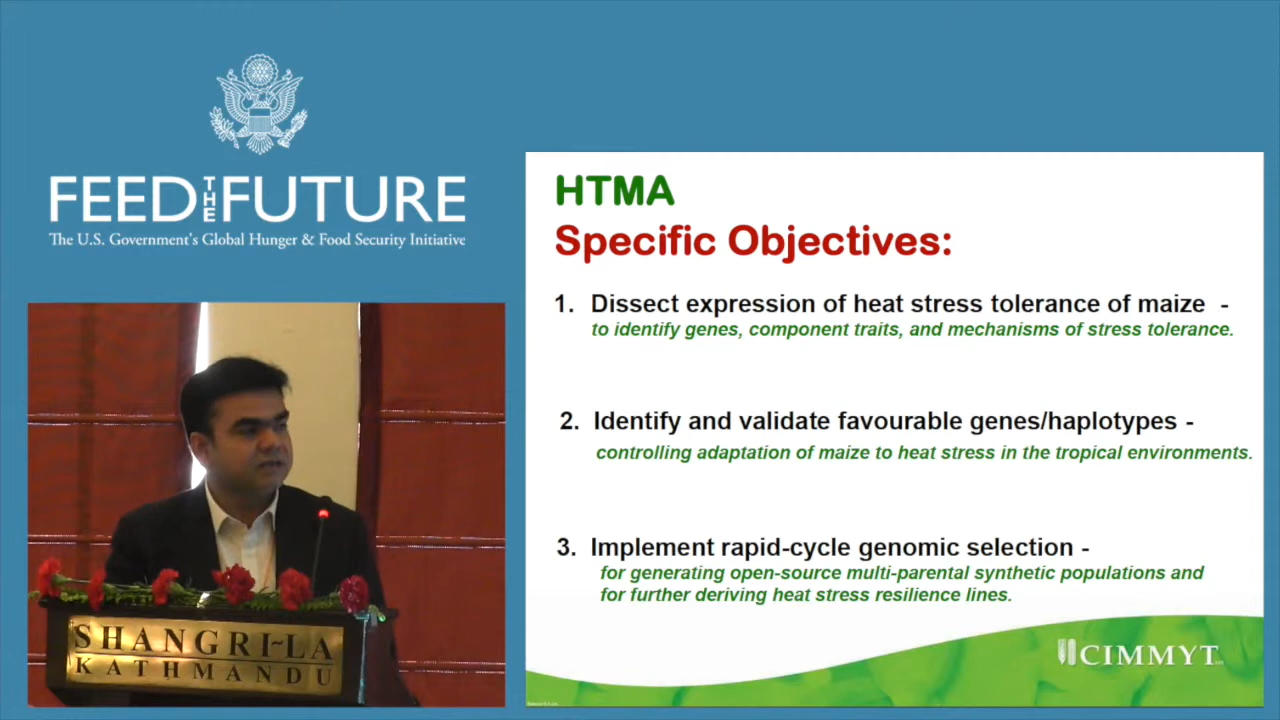 FEED THE FUTURE
The U.S. Government's Global Hunger & Food Security Initiative
HTMA
Specific Objectives:
1. Dissect expression of heat stress tolerance of maize -
to identify genes, component traits, and mechanisms of stress tolerance.
2. Identify and validate favourable genes/haplotypes -
controlling adaptation of maize to heat stress in the tropical environments.
3. Implement rapid-cycle genomic selection -
for generating open-source multi-parental synthetic populations and
for further deriving heat stress resilience lines.
CIMMYT
SHANGRI~LA
KATHMANDU